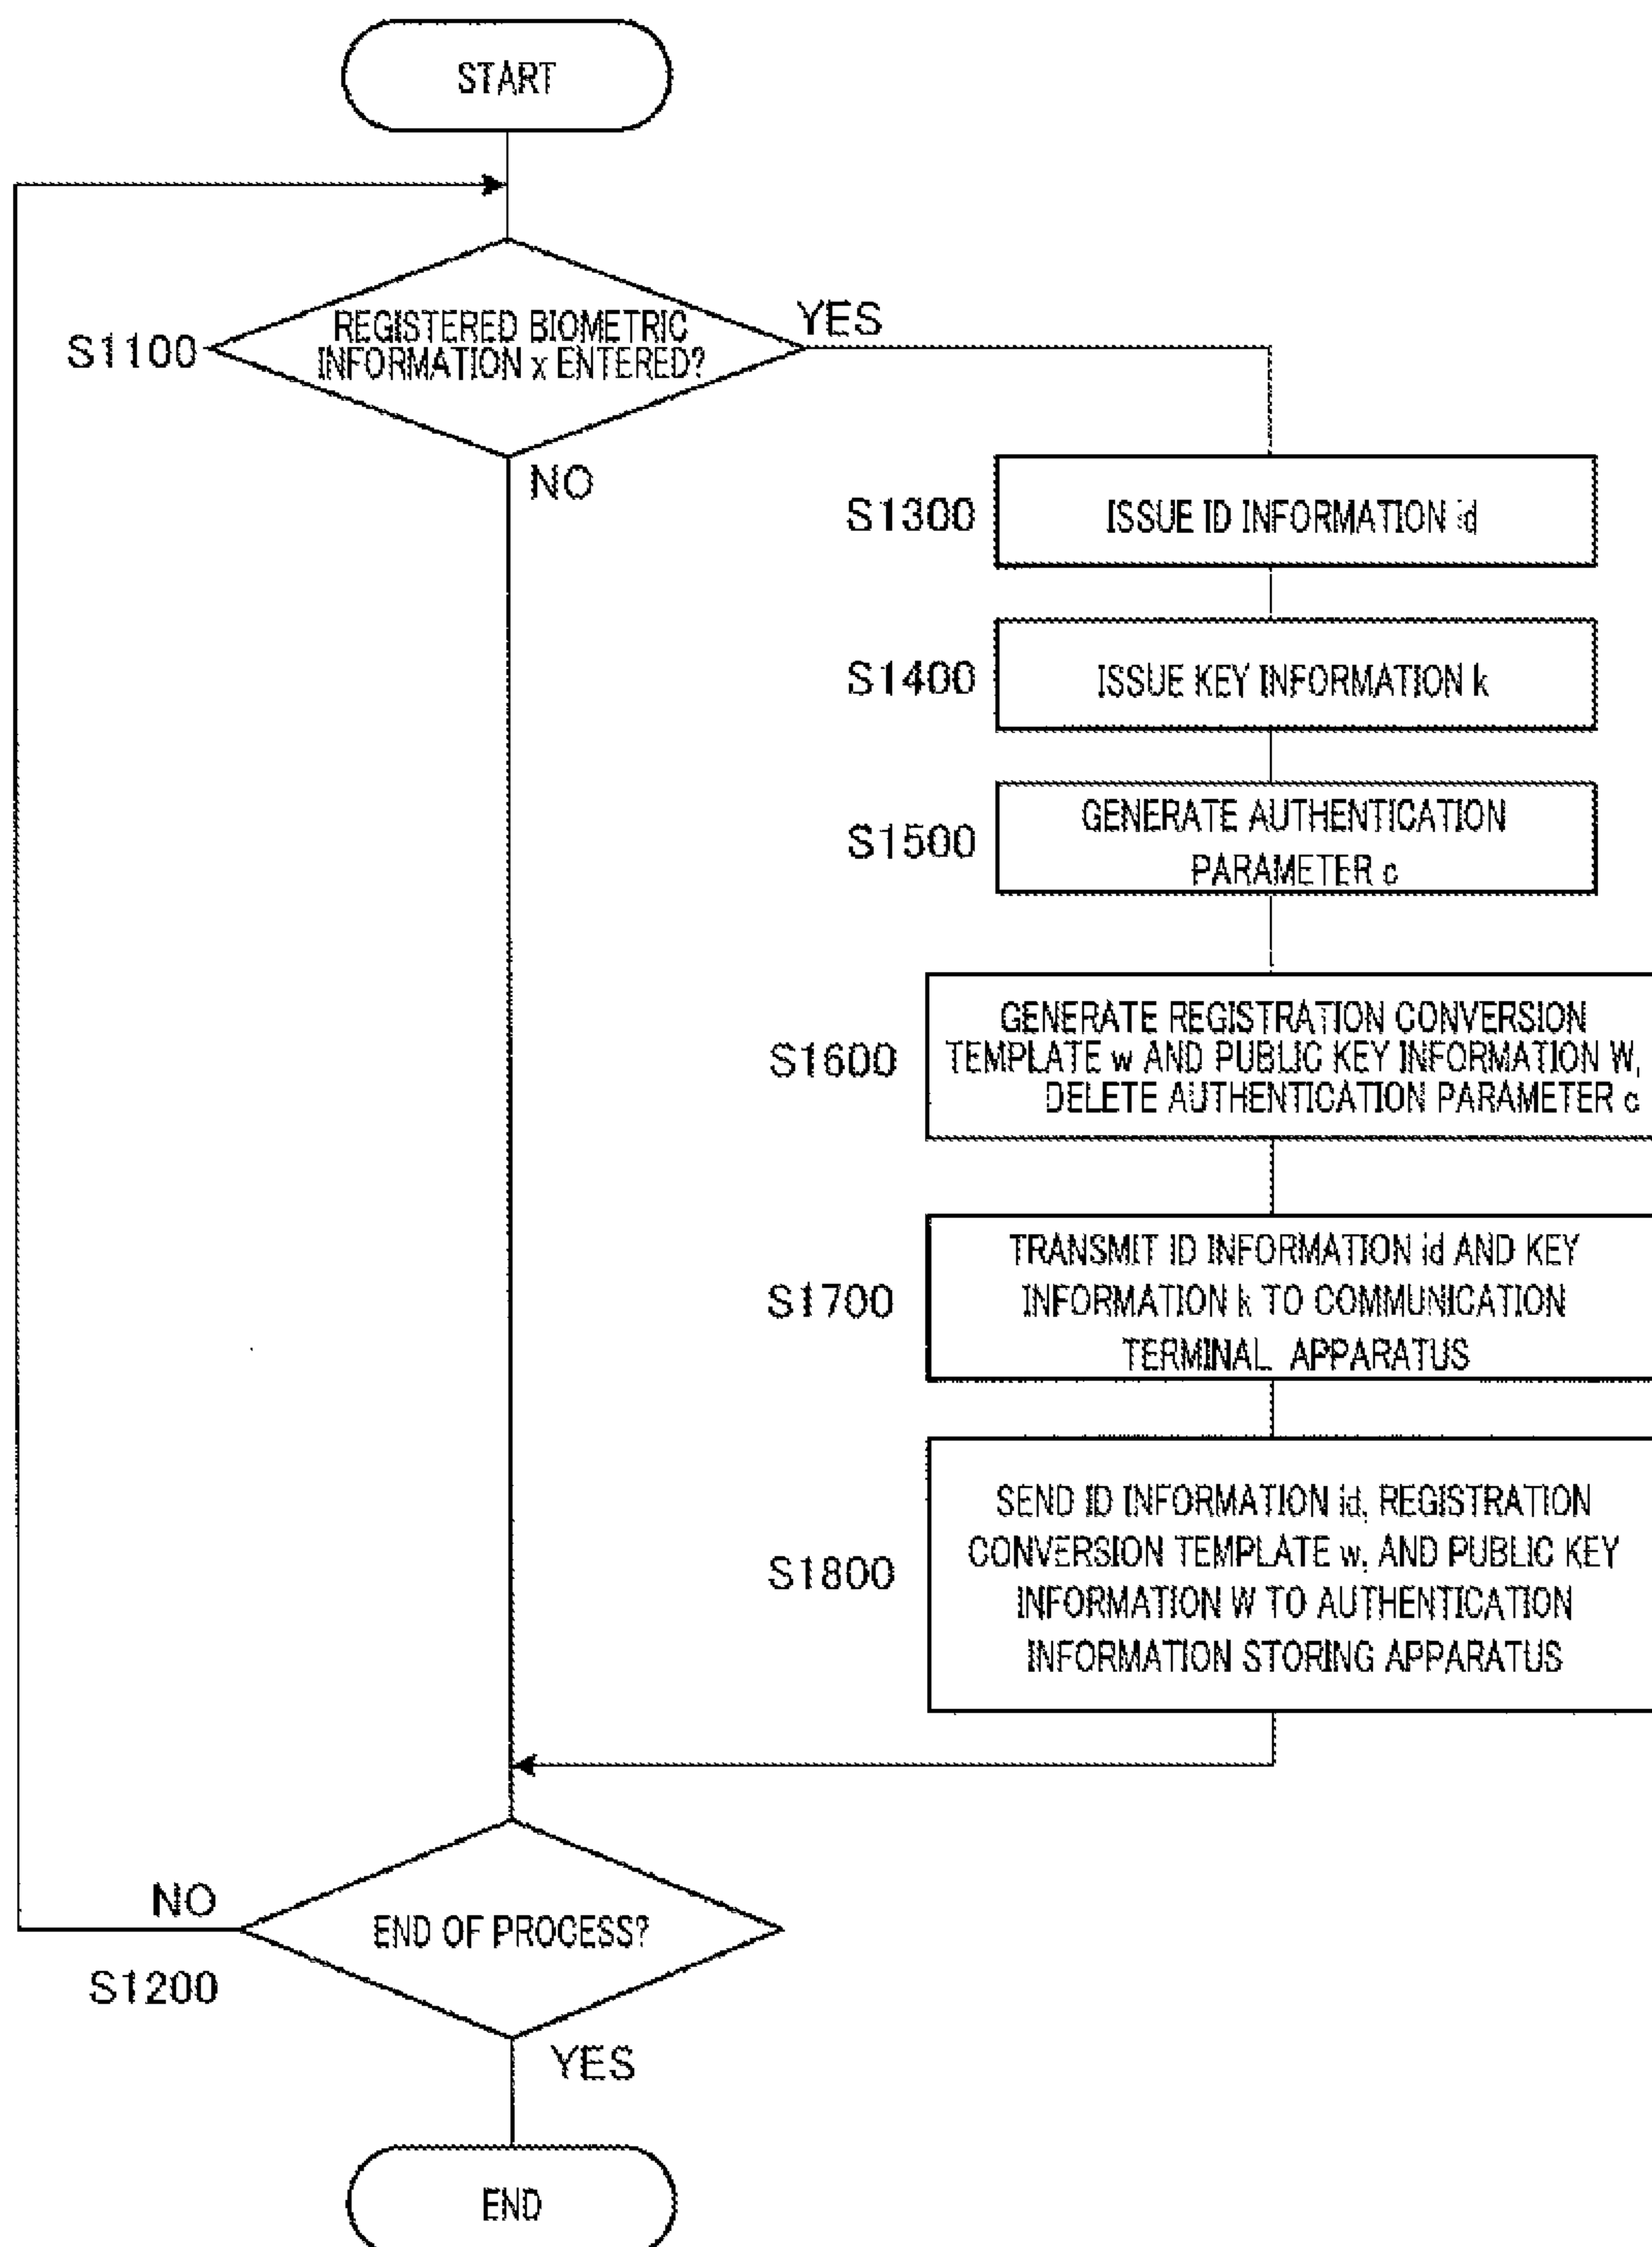 START
S1100
REGISTERED BIOMETRIC
INFORMATION x ENTERED?
YES
NO
S1300
ISSUE ID INFORMATION id
S1400
ISSUE KEY INFORMATION k
S1500
GENERATE AUTHENTICATION
PARAMETER c
S1600
GENERATE REGISTRATION CONVERSION
TEMPLATE w AND PUBLIC KEY INFORMATION W,
DELETE AUTHENTICATION PARAMETER c
S1700
TRANSMIT ID INFORMATION id AND KEY
INFORMATION k TO COMMUNICATION
TERMINAL APPARATUS
S1800
SEND ID INFORMATION id, REGISTRATION
CONVERSION TEMPLATE w, AND PUBLIC KEY
INFORMATION W TO AUTHENTICATION
INFORMATION STORING APPARATUS
NO
END OF PROCESS?
S1200
YES
END